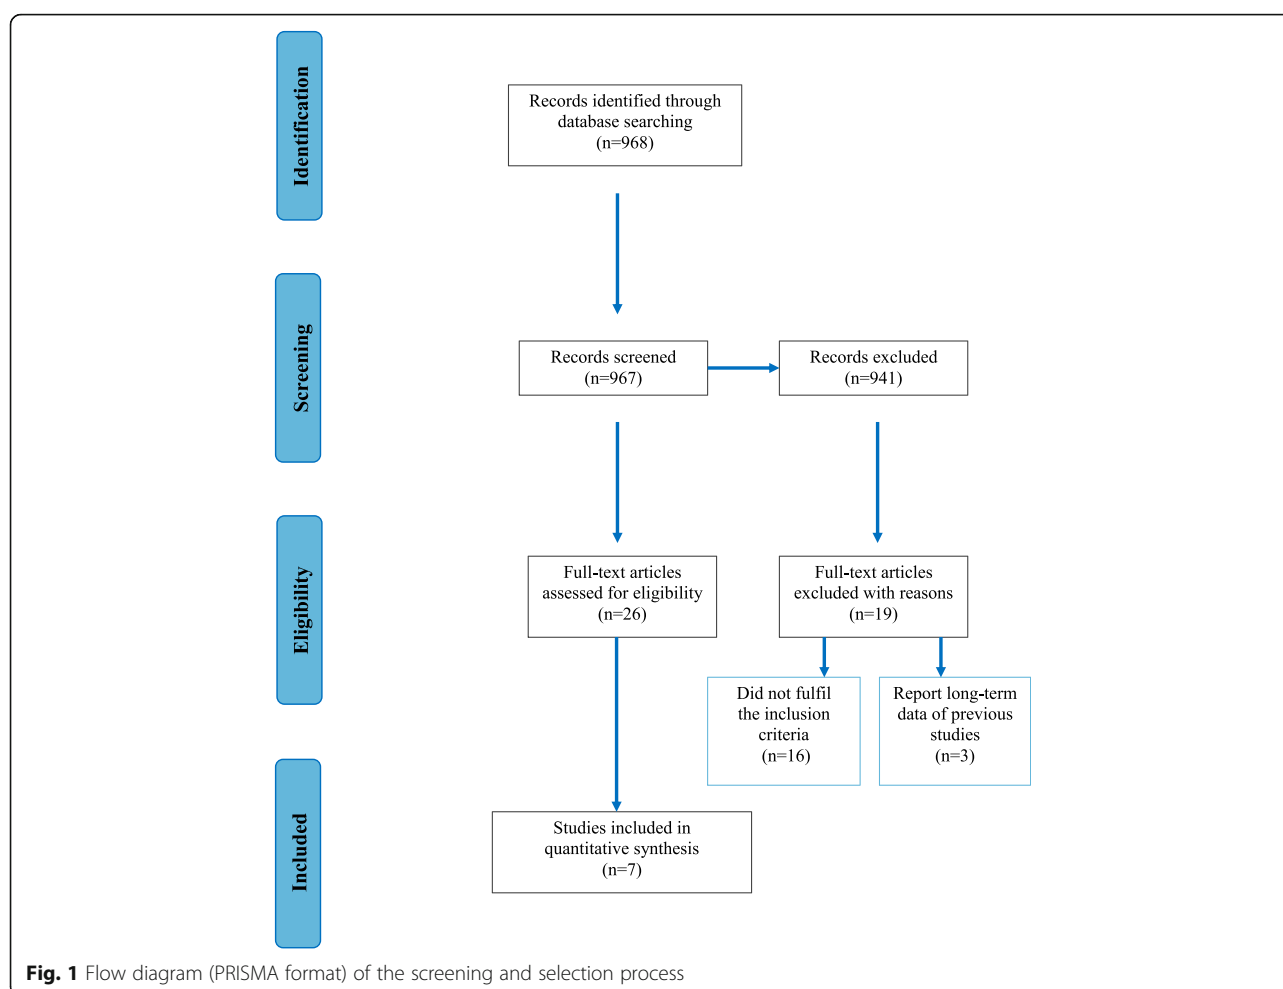 Identification
Records identified through
database searching
(n=968)
Screening
Records screened
(n=967)
Records excluded
(n=941)
Eligibility
Full-text articles
assessed for eligibility
(n=26)
Full-text articles
excluded with reasons
(n=19)
Did not fulfil
the inclusion
criteria
(n=16)
Report long-term
data of previous
studies
(n=3)
Included
Studies included in
quantitative synthesis
(n=7)
Fig. 1 Flow diagram (PRISMA format) of the screening and selection process